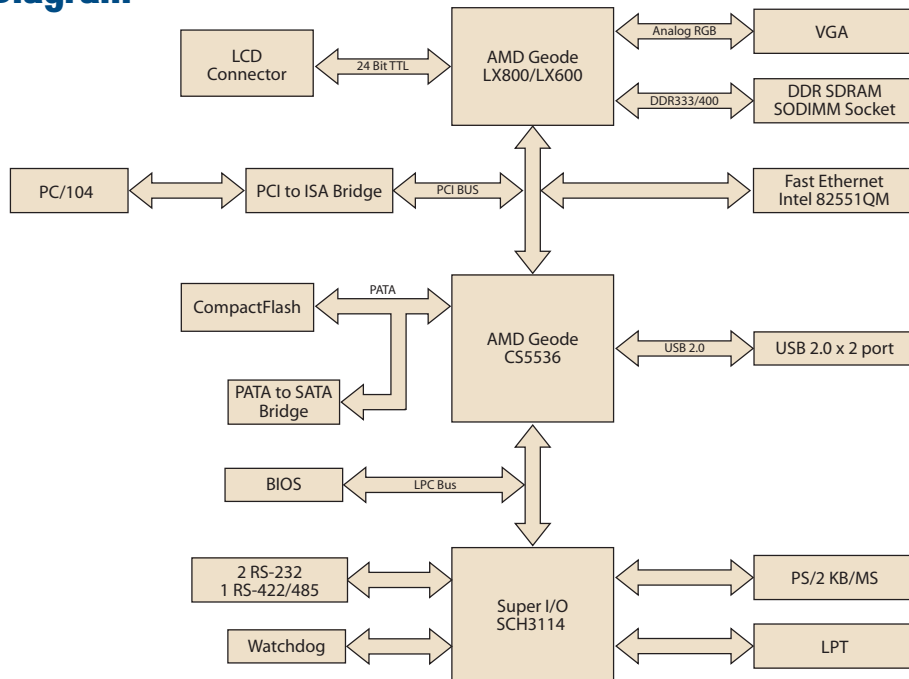 LCD
Connector
24 Bit TTL
AMD Geode
LX800/LX600
Analog RGB
VGA
DDR333/400
DDR SDRAM
SODIMM Socket
PC/104
PCI to ISA Bridge
PCI BUS
Fast Ethernet
Intel 82551QM
CompactFlash
PATA
AMD Geode
CS5536
USB 2.0
USB 2.0 x 2 port
PATA to SATA
Bridge
BIOS
LPC Bus
2 RS-232
1 RS-422/485
Super I/O
SCH3114
PS/2 KB/MS
Watchdog
LPT